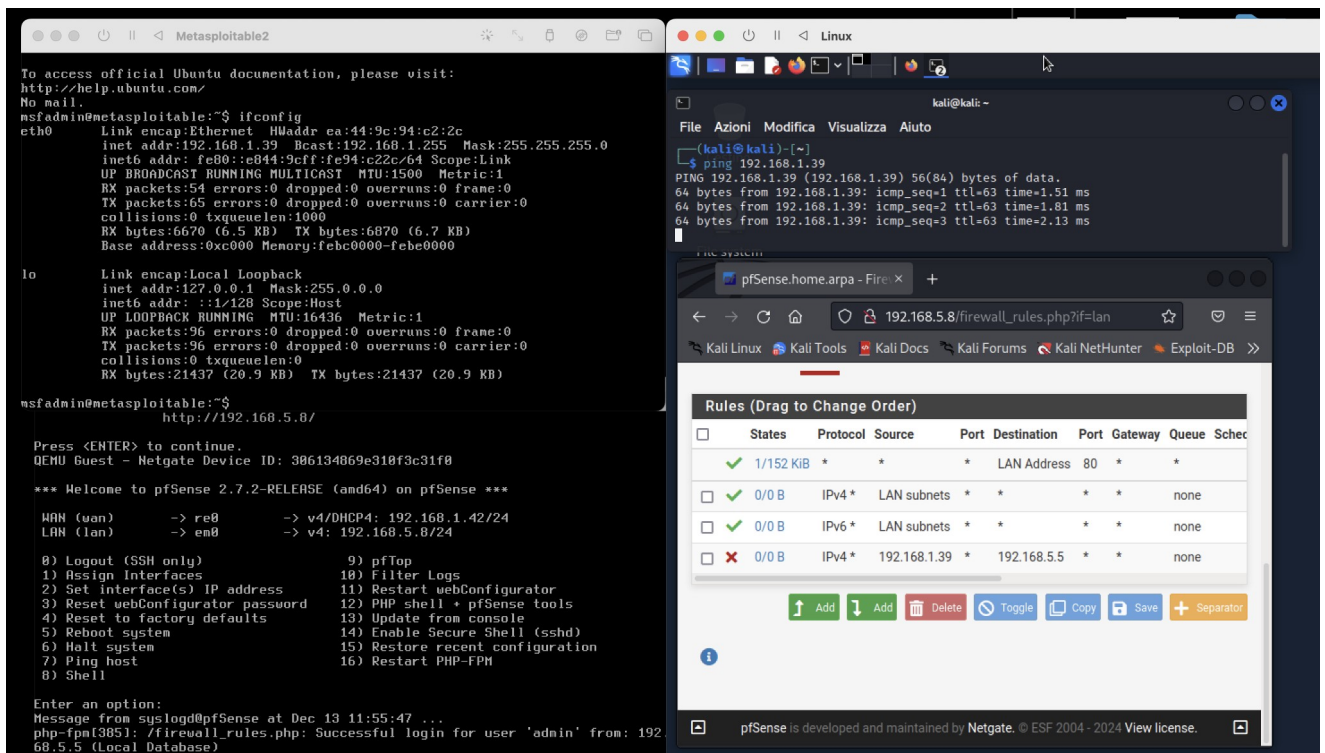 Metasploitable2
To access official Ubuntu documentation, please visit:
http://help.ubuntu.com/
No mail.
msfadmin@metasploitable:~$ ifconfig
eth0 Link encap:Ethernet HWaddr ea:44:9c:94:c2:2c
inet addr:192.168.1.39 Bcast:192.168.1.255 Mask:255.255.255.0
inet6 addr: fe80::e844:9cff:fe94:c22c/64 Scope:Link
UP BROADCAST RUNNING MULTICAST MTU:1500 Metric:1
RX packets:54 errors:0 dropped:0 overruns:0 frame:0
TX packets:65 errors:0 dropped:0 overruns:0 carrier:0
collisions:0 txqueuelen:1000
RX bytes:6670 (6.5 KB) TX bytes:6870 (6.7 KB)
Base address:0xc000 Memory:febc0000-febe0000
lo Link encap:Local Loopback
inet addr:127.0.0.1 Mask:255.0.0.0
inet6 addr: ::1/128 Scope:Host
UP LOOPBACK RUNNING MTU:16436 Metric:1
RX packets:96 errors:0 dropped:0 overruns:0 frame:0
TX packets:96 errors:0 dropped:0 overruns:0 carrier:0
collisions:0 txqueuelen:0
RX bytes:21437 (20.9 KB) TX bytes:21437 (20.9 KB)
msfadmin@metasploitable:~$
http://192.168.5.8/
Press <ENTER> to continue.
QEMU Guest - Netgate Device ID: 306134869e310f3c31f0
*** Welcome to pfSense 2.7.2-RELEASE (amd64) on pfSense ***
WAN (wan) -> re0 -> v4/DHCP4: 192.168.1.42/24
LAN (lan) -> em0 -> v4: 192.168.5.8/24
0) Logout (SSH only) 9) pfTop
1) Assign Interfaces 10) Filter Logs
2) Set interface(s) IP address 11) Restart webConfigurator
3) Reset webConfigurator password 12) PHP shell + pfSense tools
4) Reset to factory defaults 13) Update from console
5) Reboot system 14) Enable Secure Shell (sshd)
6) Halt system 15) Restore recent configuration
7) Ping host 16) Restart PHP-FPM
8) Shell
Enter an option:
Message from syslogd@pfSense at Dec 13 11:55:47 ...
php-fpm[385]: /firewall_rules.php: Successful login for user 'admin' from: 192.
68.5.5 (Local Database)
Linux
kali@kali: ~
File Azioni Modifica Visualizza Aiuto
(kali㉿kali)-[~]
$ ping 192.168.1.39
PING 192.168.1.39 (192.168.1.39) 56(84) bytes of data.
64 bytes from 192.168.1.39: icmp_seq=1 ttl=63 time=1.51 ms
64 bytes from 192.168.1.39: icmp_seq=2 ttl=63 time=1.81 ms
64 bytes from 192.168.1.39: icmp_seq=3 ttl=63 time=2.13 ms
File system
pfSense.home.arpa - Fire
192.168.5.8/firewall_rules.php?if=lan
Kali Linux Kali Tools Kali Docs Kali Forums Kali NetHunter Exploit-DB
Rules (Drag to Change Order)
States Protocol Source Port Destination Port Gateway Queue Sched
1/152 KiB * * * LAN Address 80 * *
0/0 B IPv4 * LAN subnets * * * * none
0/0 B IPv6 * LAN subnets * * * * none
0/0 B IPv4 * 192.168.1.39 * 192.168.5.5 * * none
Add Add Delete Toggle Copy Save Separator
pfSense is developed and maintained by Netgate. © ESF 2004 - 2024 View license.